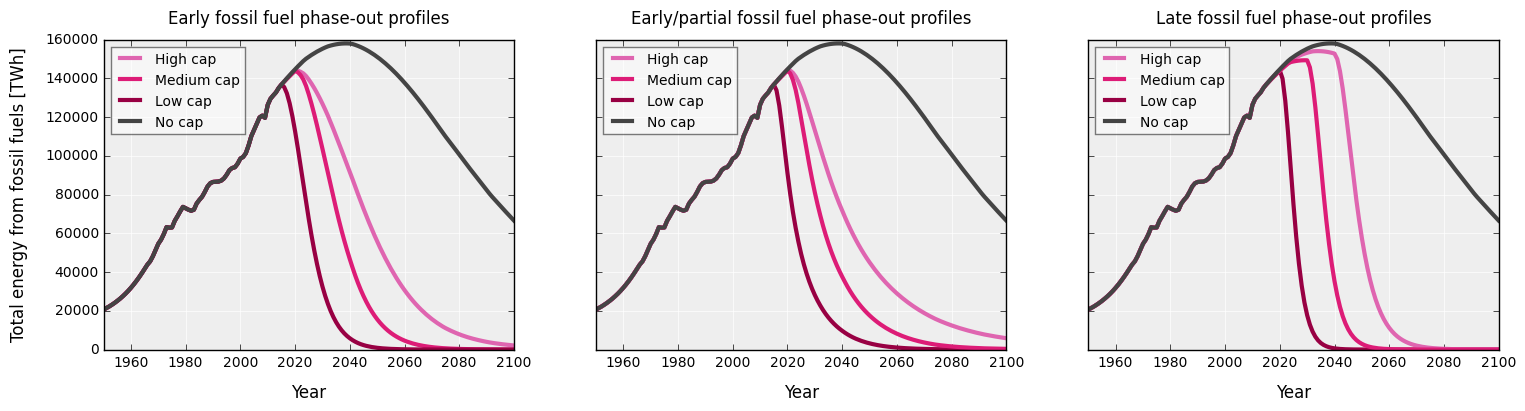 Early fossil fuel phase-out profiles
Early/partial fossil fuel phase-out profiles
Late fossil fuel phase-out profiles
Total energy from fossil fuels [TWh]
160000
140000
120000
100000
80000
60000
40000
20000
0
High cap
Medium cap
Low cap
No cap
1960 1980 2000 2020 2040 2060 2080 2100
Year
High cap
Medium cap
Low cap
No cap
1960 1980 2000 2020 2040 2060 2080 2100
Year
High cap
Medium cap
Low cap
No cap
1960 1980 2000 2020 2040 2060 2080 2100
Year